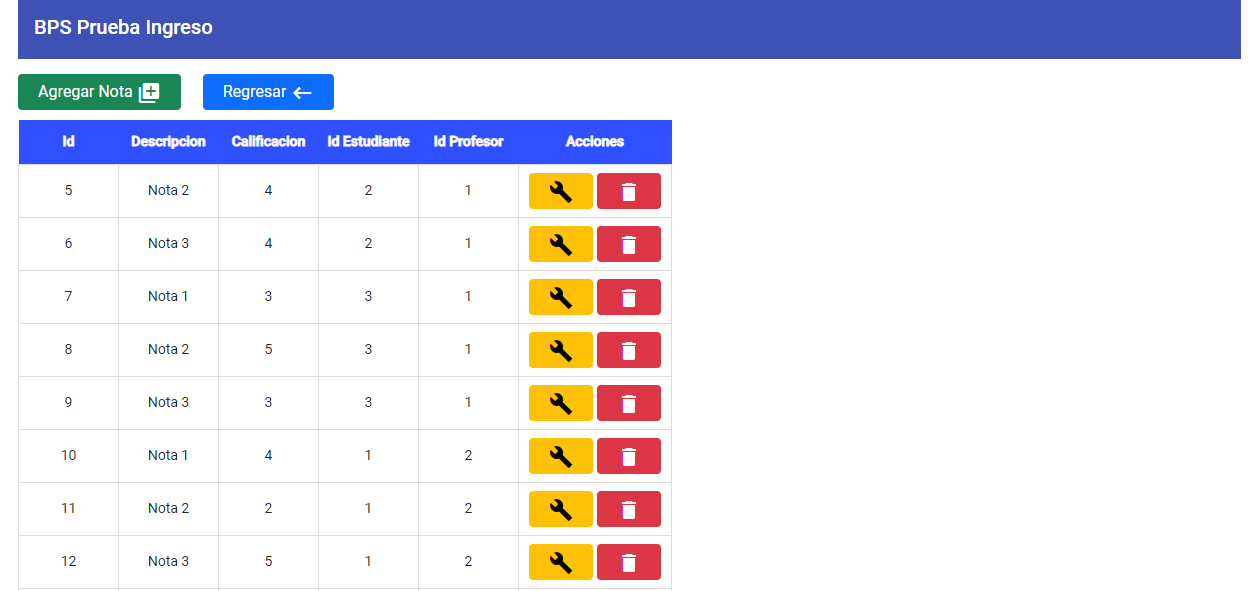 BPS Prueba Ingreso
Agregar Nota Regresar
Id Descripcion Calificacion Id Estudiante Id Profesor Acciones
5 Nota 2 4 2 1
6 Nota 3 4 2 1
7 Nota 1 3 3 1
8 Nota 2 5 3 1
9 Nota 3 3 3 1
10 Nota 1 4 1 2
11 Nota 2 2 1 2
12 Nota 3 5 1 2